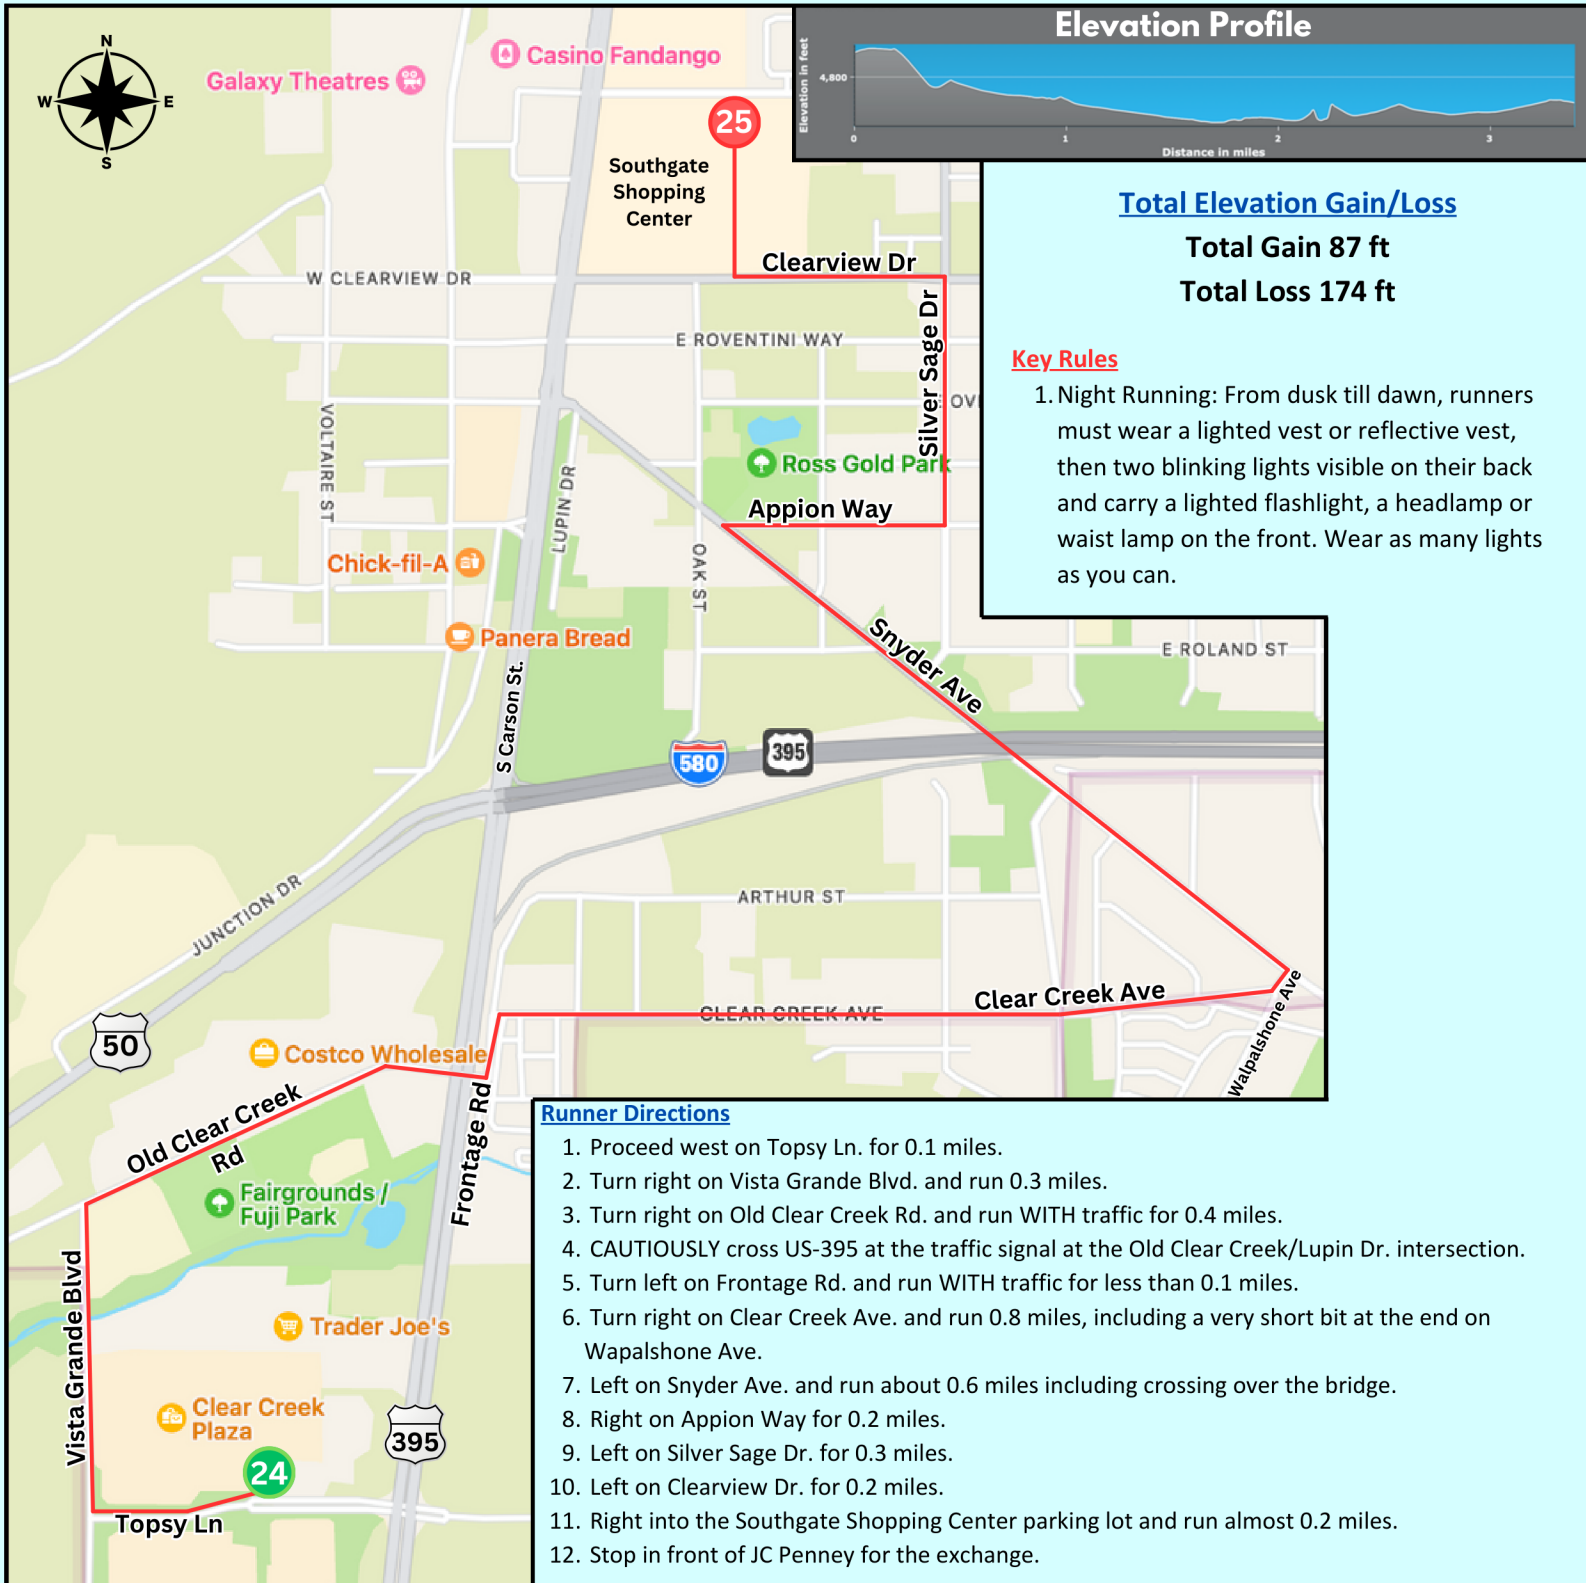 Elevation Profile
Elevation in feet
4,800
0
1
2
3
Distance in miles
N
W
E
S
Galaxy Theatres
Casino Fandango
25
Southgate
Shopping
Center
Clearview Dr
W CLEARVIEW DR
E ROVENTINI WAY
Silver Sage Dr
OVI
VOLTAIRE ST
LUPIN DR
Ross Gold Park
Appion Way
Chick-fil-A
OAK ST
Panera Bread
Snyder Ave
E ROLAND ST
S Carson St.
580
395
JUNCTION DR
ARTHUR ST
Clear Creek Ave
CLEAR CREEK AVE
Walpalshone Ave
50
Costco Wholesale
Old Clear Creek
Rd
Frontage Rd
Fairgrounds /
Fuji Park
Vista Grande Blvd
Trader Joe's
Clear Creek
Plaza
395
24
Topsy Ln
Total Elevation Gain/Loss
Total Gain 87 ft
Total Loss 174 ft
Key Rules
1. Night Running: From dusk till dawn, runners
must wear a lighted vest or reflective vest,
then two blinking lights visible on their back
and carry a lighted flashlight, a headlamp or
waist lamp on the front. Wear as many lights
as you can.
Runner Directions
1. Proceed west on Topsy Ln. for 0.1 miles.
2. Turn right on Vista Grande Blvd. and run 0.3 miles.
3. Turn right on Old Clear Creek Rd. and run WITH traffic for 0.4 miles.
4. CAUTIOUSLY cross US-395 at the traffic signal at the Old Clear Creek/Lupin Dr. intersection.
5. Turn left on Frontage Rd. and run WITH traffic for less than 0.1 miles.
6. Turn right on Clear Creek Ave. and run 0.8 miles, including a very short bit at the end on
Wapalshone Ave.
7. Left on Snyder Ave. and run about 0.6 miles including crossing over the bridge.
8. Right on Appion Way for 0.2 miles.
9. Left on Silver Sage Dr. for 0.3 miles.
10. Left on Clearview Dr. for 0.2 miles.
11. Right into the Southgate Shopping Center parking lot and run almost 0.2 miles.
12. Stop in front of JC Penney for the exchange.